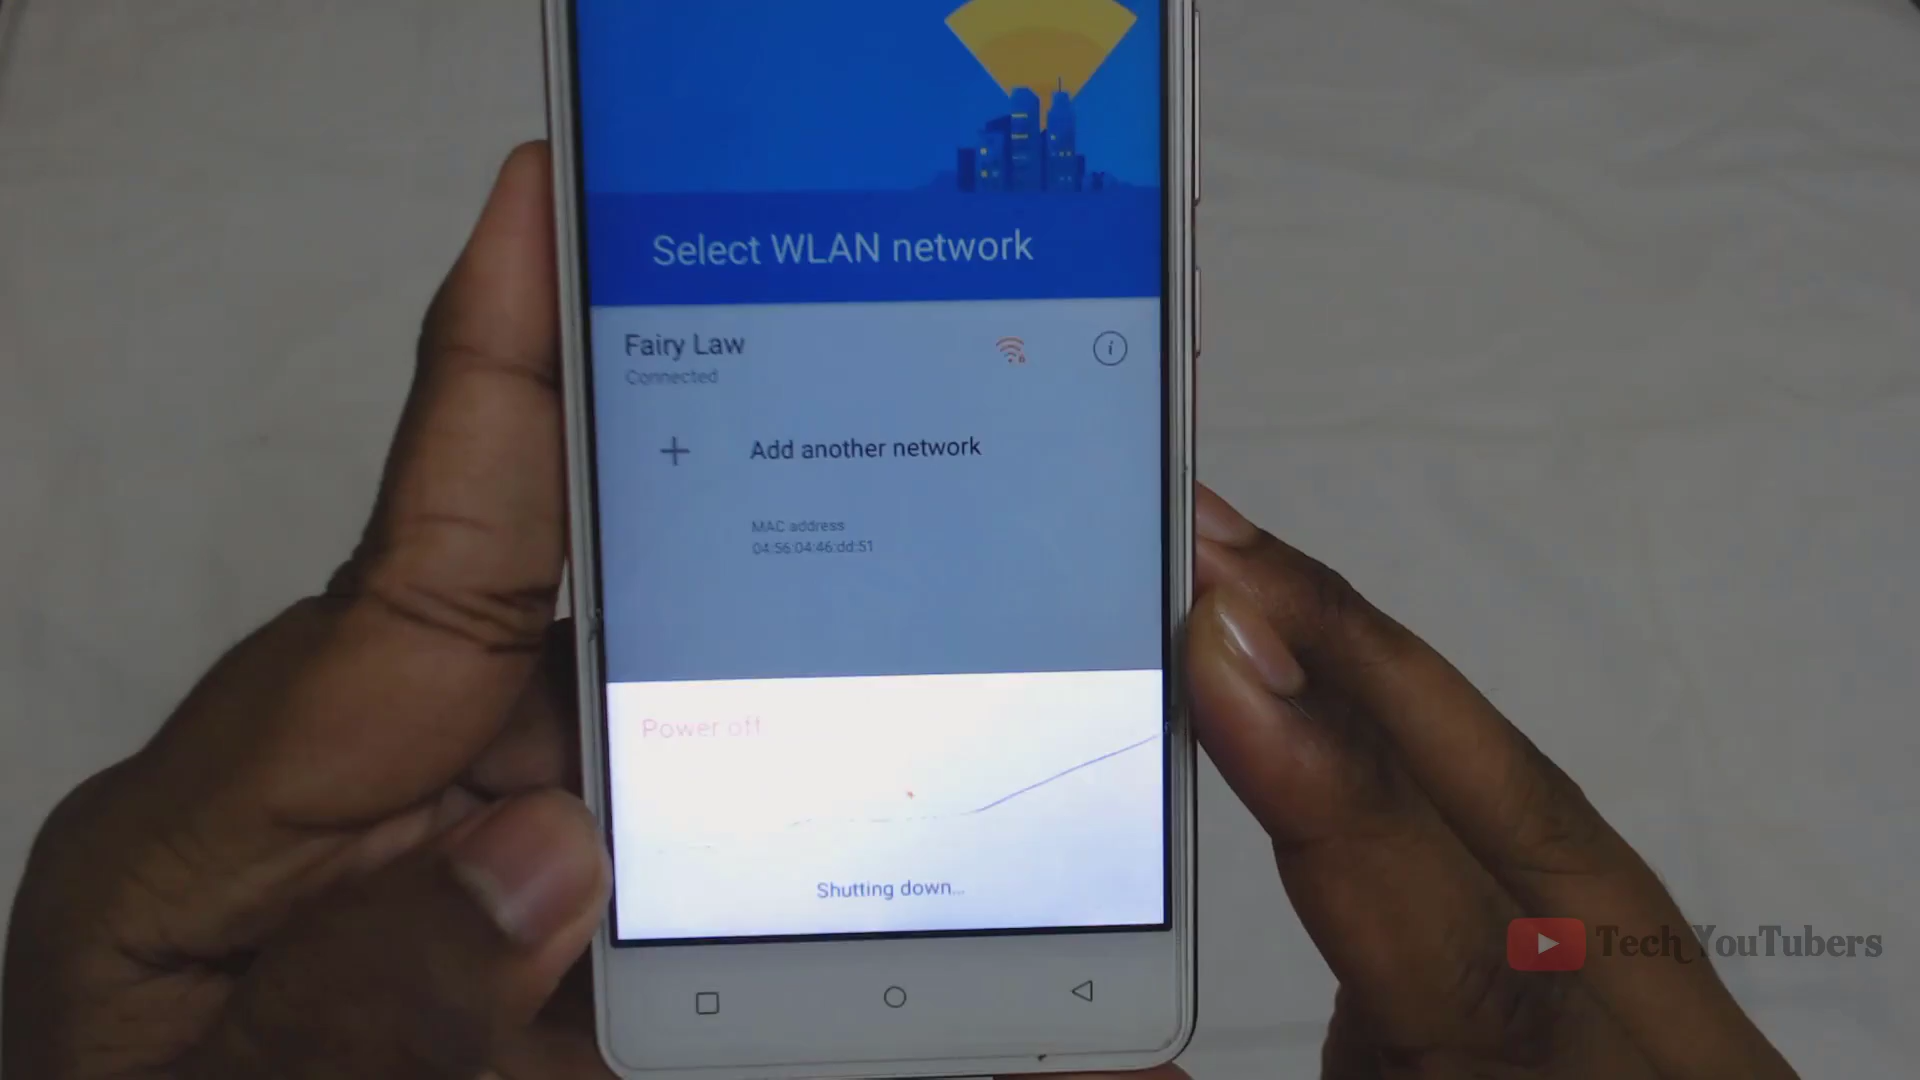 Select WLAN network
Fairy Law
Connected
Add another network
MAC address
04:56:04:46:dd:51
Power off
Shutting down...
Tech YouTubers